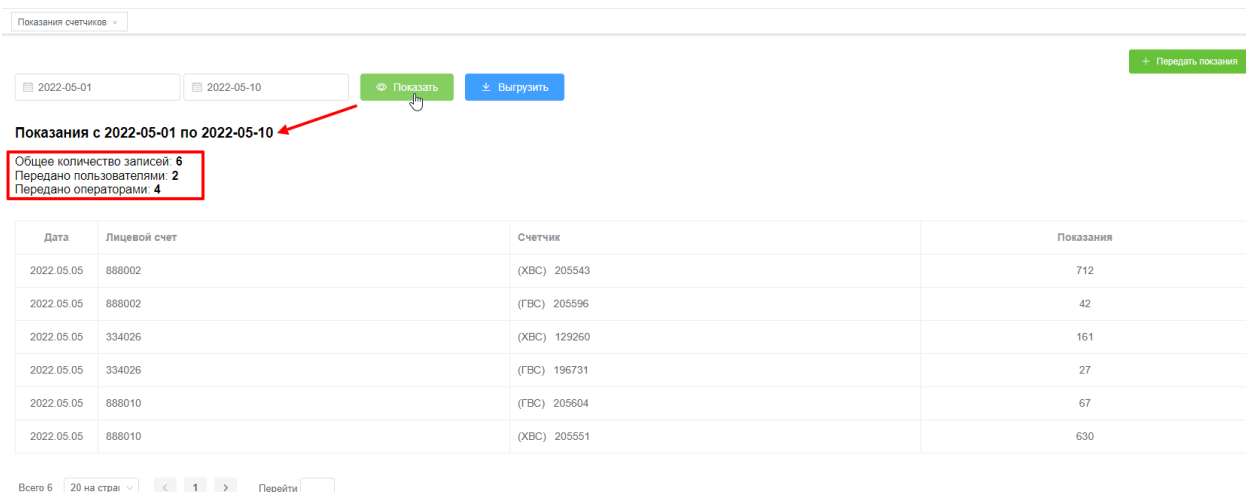 Показания счетчиков ×
+ Передать покзания
2022-05-01 2022-05-10 Показать Выгрузить
Показания с 2022-05-01 по 2022-05-10
Общее количество записей: 6
Передано пользователями: 2
Передано операторами: 4
Дата Лицевой счет Счетчик Показания
2022.05.05 888002 (ХВС) 205543 712
2022.05.05 888002 (ГВС) 205596 42
2022.05.05 334026 (ХВС) 129260 161
2022.05.05 334026 (ГВС) 196731 27
2022.05.05 888010 (ГВС) 205604 67
2022.05.05 888010 (ХВС) 205551 630
Всего 6 20 на страı < 1 > Перейти